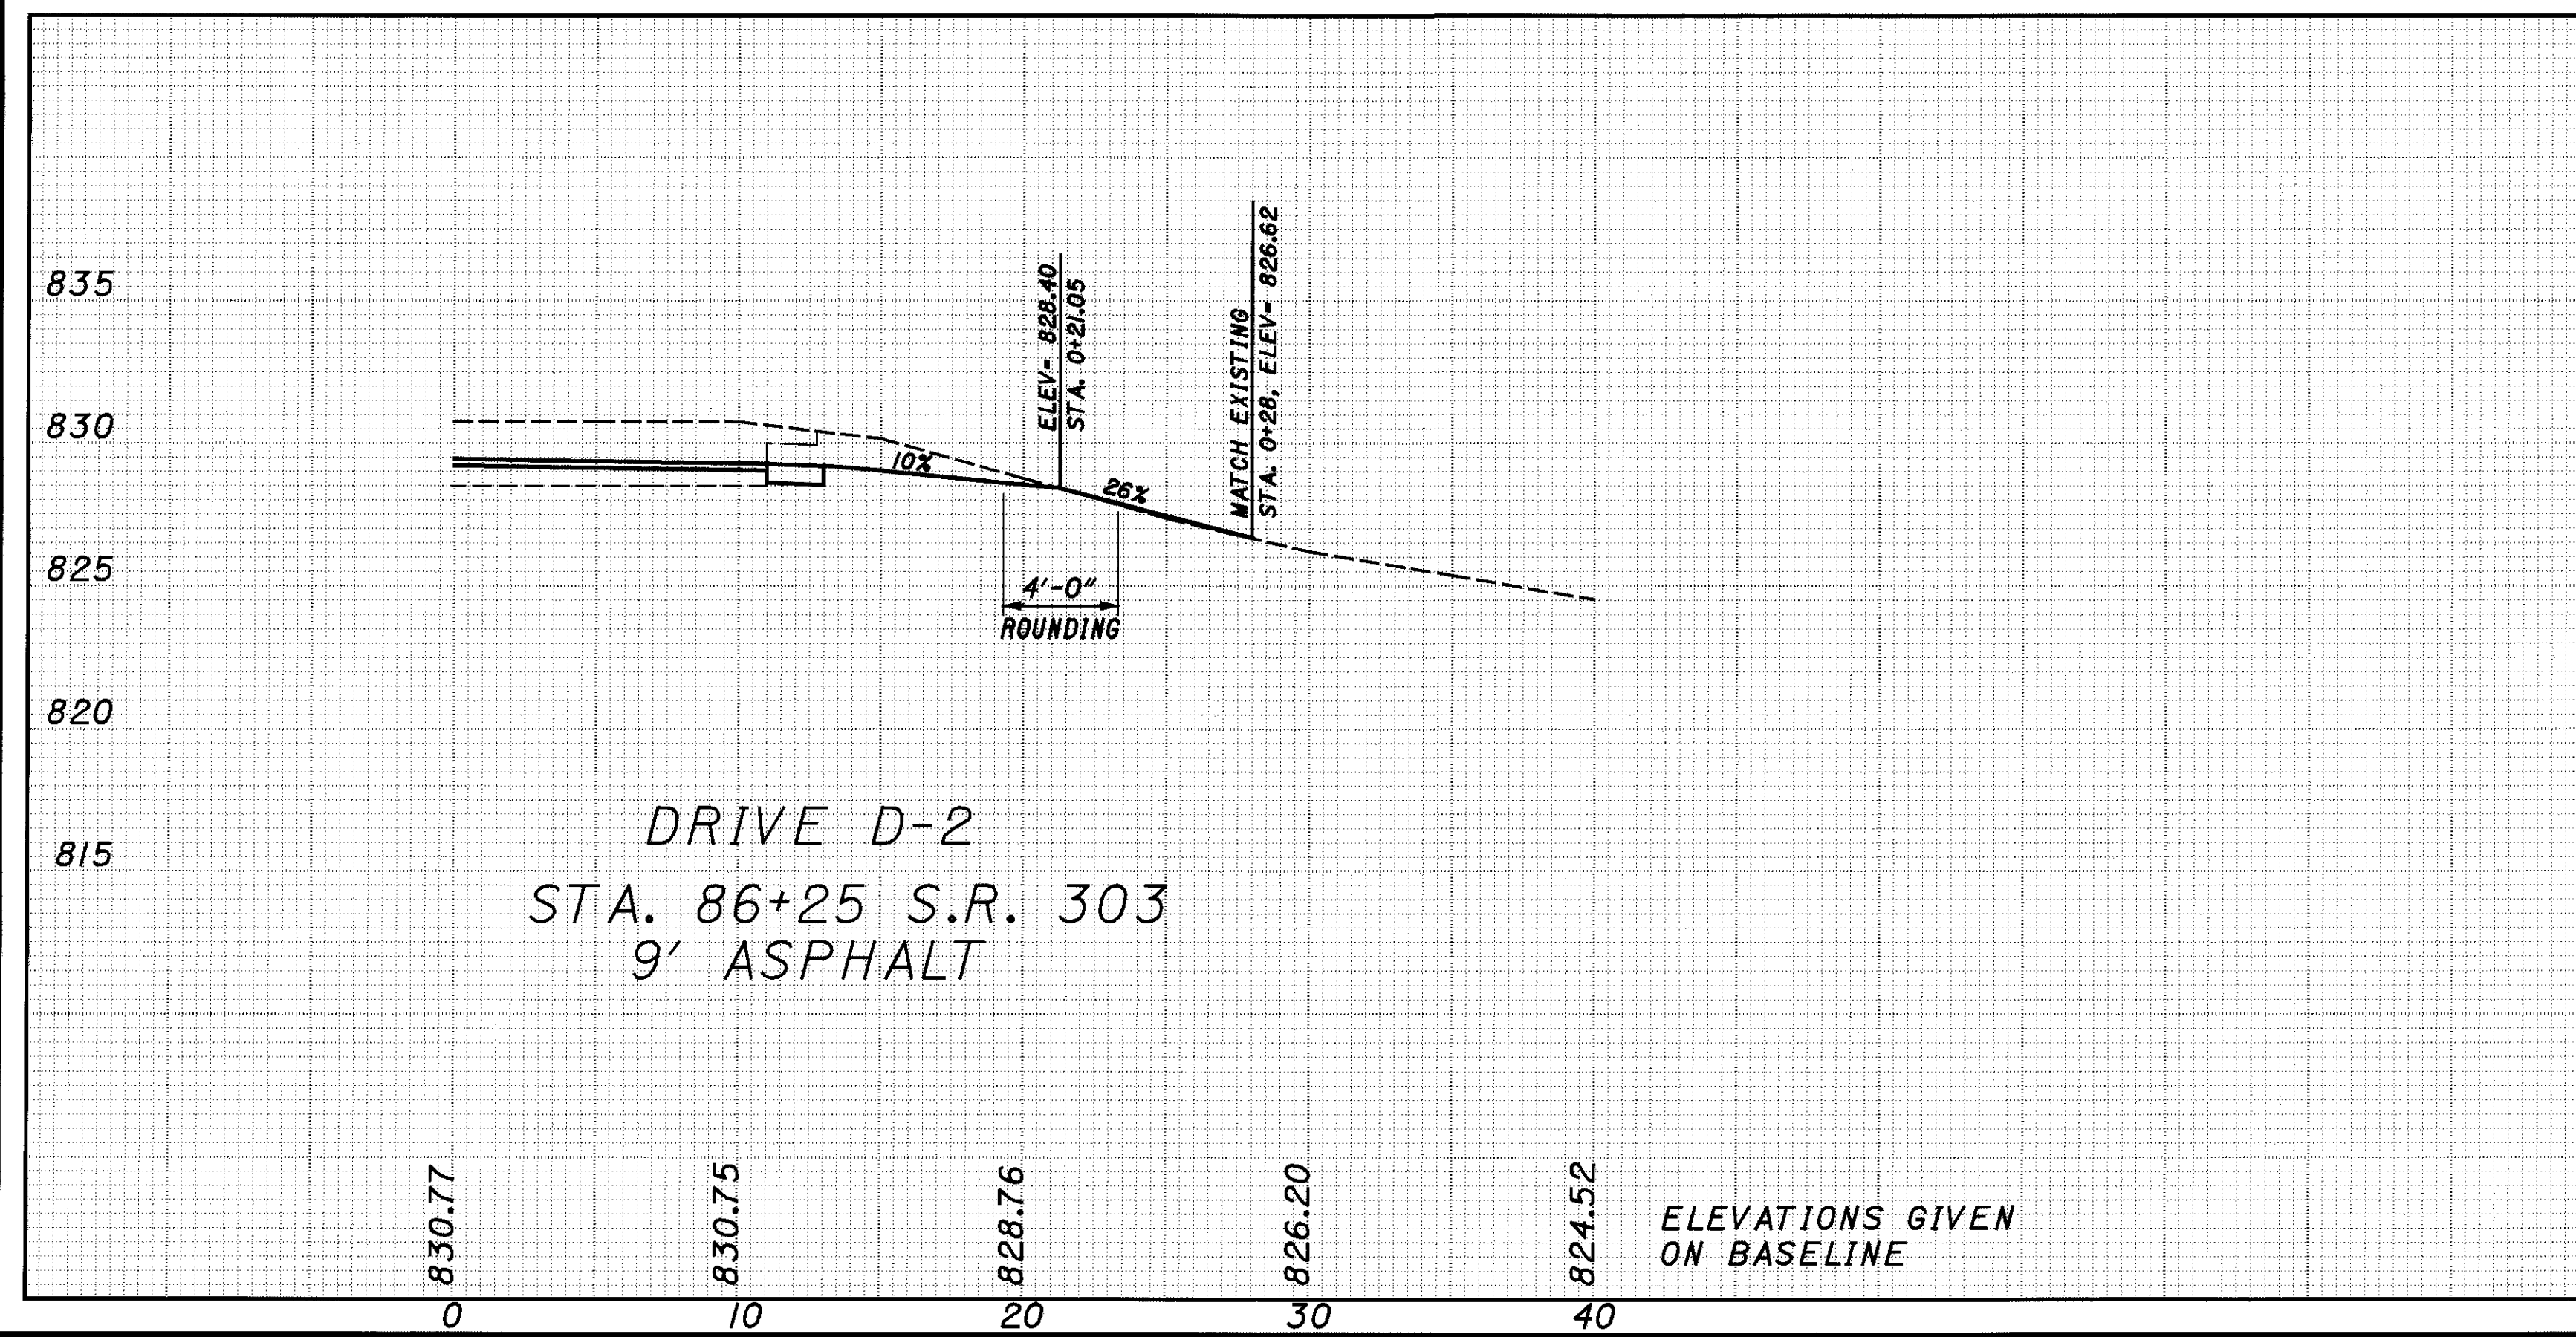 835
830
825
820
815
ELEV= 828.40
STA. 0+21.05
MATCH EXISTING
STA. 0+28, ELEV= 826.62
10%
26%
4'-0"
ROUNDING
DRIVE D-2
STA. 86+25 S.R. 303
9' ASPHALT
830.77
830.75
828.76
826.20
824.52
ELEVATIONS GIVEN
ON BASELINE
0 10 20 30 40